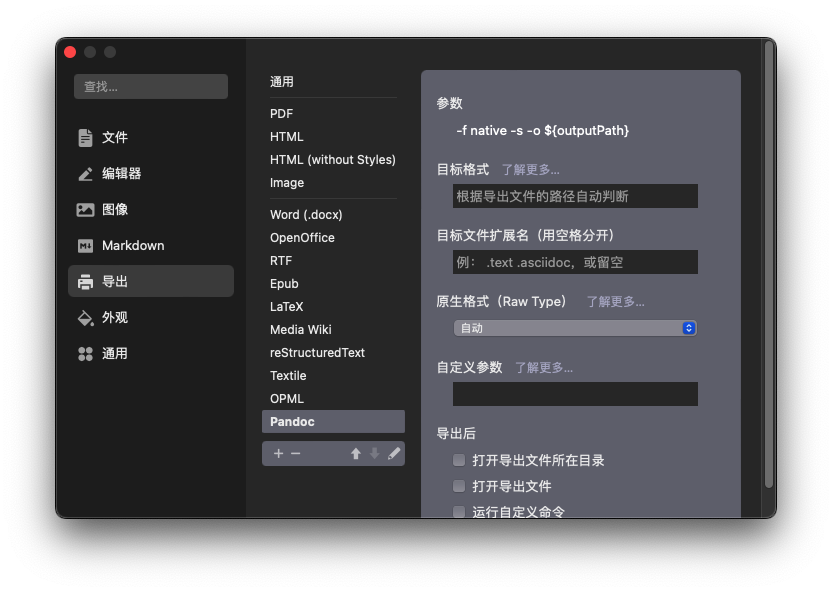 查找...
文件
编辑器
图像
Markdown
导出
外观
通用
通用
PDF
HTML
HTML (without Styles)
Image
Word (.docx)
OpenOffice
RTF
Epub
LaTeX
Media Wiki
reStructuredText
Textile
OPML
Pandoc
参数
-f native -s -o ${outputPath}
目标格式 了解更多...
根据导出文件的路径自动判断
目标文件扩展名（用空格分开）
例： .text .asciidoc，或留空
原生格式（Raw Type） 了解更多...
自动
自定义参数 了解更多...
导出后
打开导出文件所在目录
打开导出文件
运行自定义命令